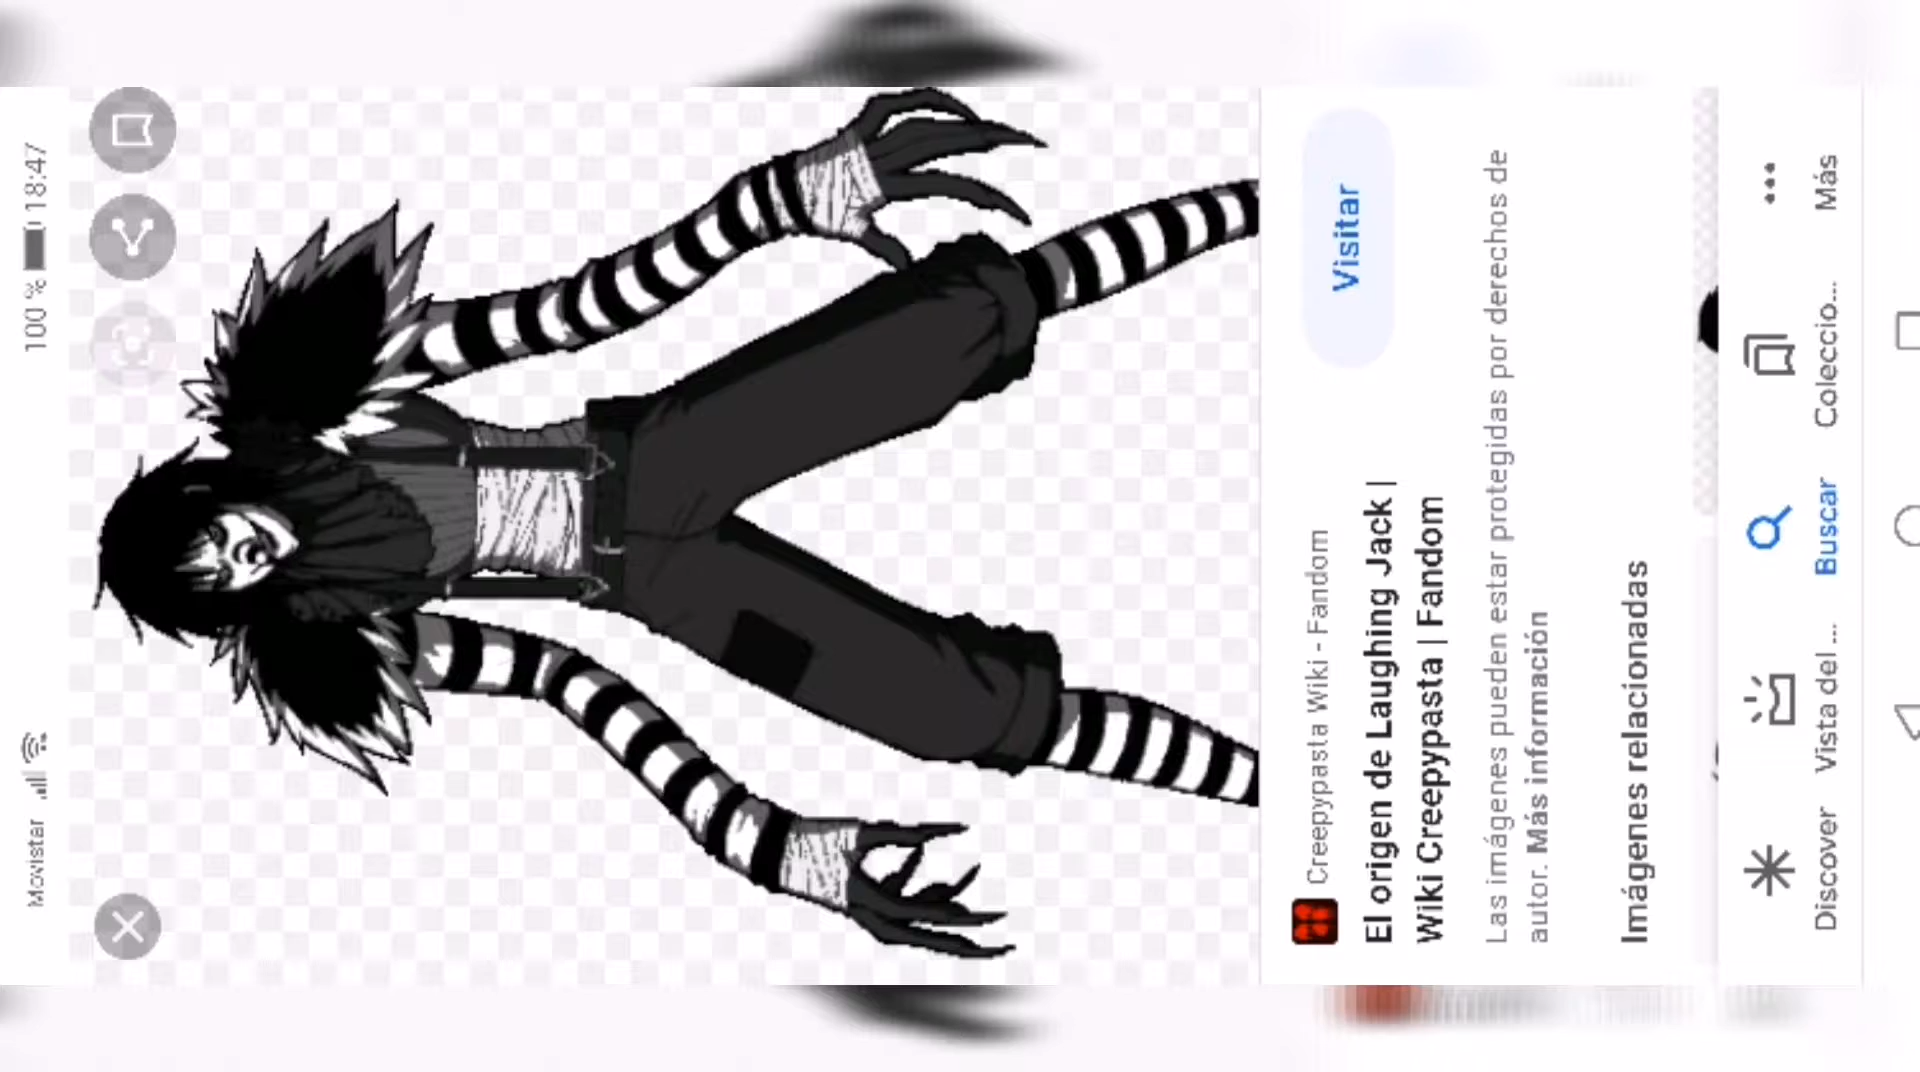 Movistar 100 % 18:47
Creepypasta Wiki - Fandom
El origen de Laughing Jack |
Wiki Creepypasta | Fandom
Visitar
Las imágenes pueden estar protegidas por derechos de
autor. Más información
Imágenes relacionadas
Discover Vista del ... Buscar Coleccio... Más